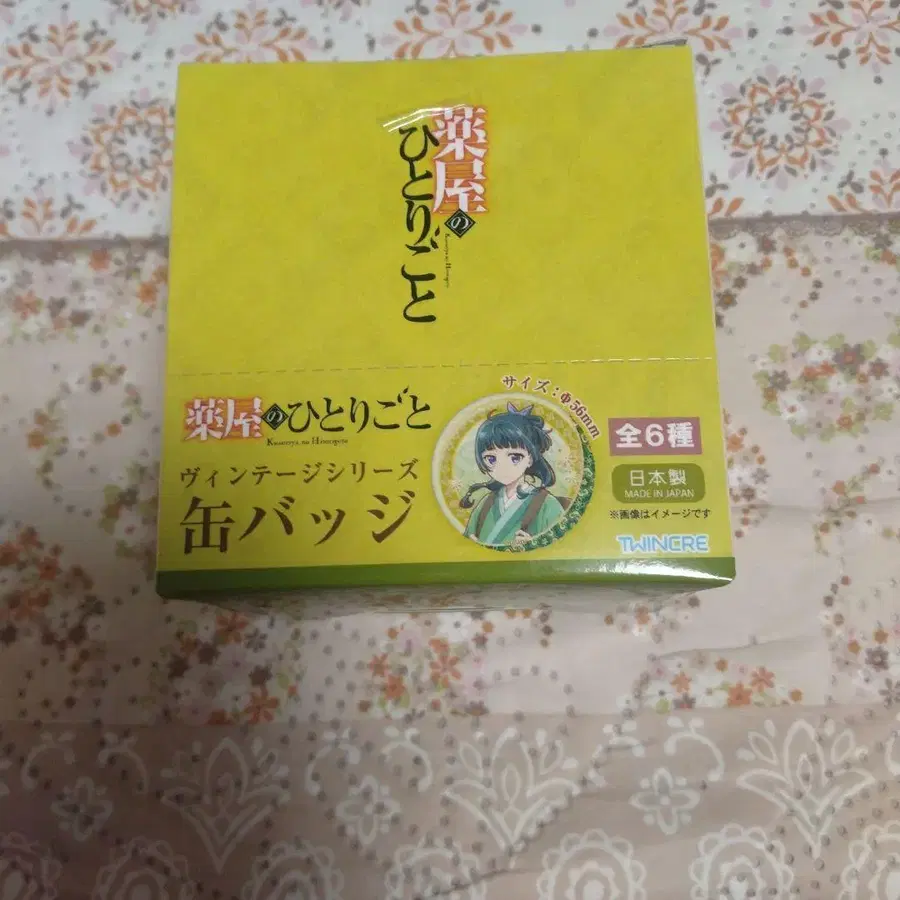 薬屋の
ひとりごと
薬屋のひとりごと
Kusuriya no Hitorigoto
ヴィンテージシリーズ
缶バッジ
サイズ：Φ56mm
全6種
日本製
MADE IN JAPAN
※画像はイメージです
TWINCRE